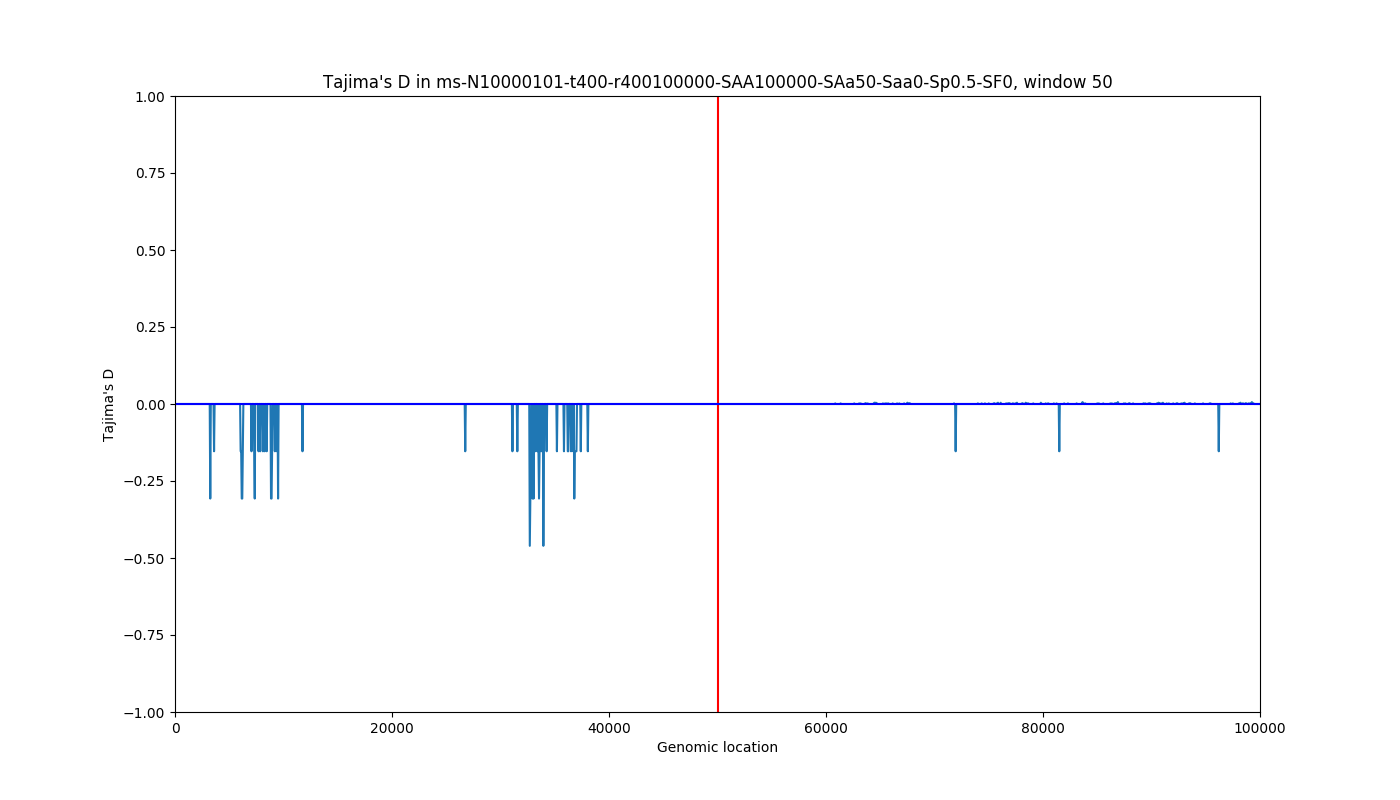 Tajima's D in ms-N10000101-t400-r400100000-SAA100000-SAa50-Saa0-Sp0.5-SF0, window 50
1.00
0.75
0.50
0.25
0.00
−0.25
−0.50
−0.75
−1.00
Tajima's D
0 20000 40000 60000 80000 100000
Genomic location